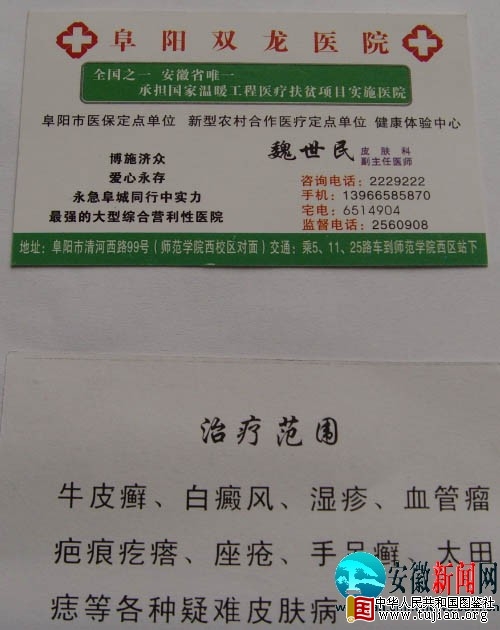 阜阳双龙医院
全国之一 安徽省唯一
承担国家温暖工程医疗扶贫项目实施医院
阜阳市医保定点单位 新型农村合作医疗定点单位 健康体验中心
博施济众
爱心永存
永急阜城同行中实力
最强的大型综合营利性医院
魏世民 皮肤科
副主任医师
咨询电话：2229222
手机：13966585870
宅电：6514904
监督电话：2560908
地址：阜阳市清河西路99号（师范学院西校区对面）交通：乘5、11、25路车到师范学院西区站下
治疗范围
牛皮癣、白癜风、湿疹、血管瘤
疤痕疙瘩、座疮、手足癣、太田
痣等各种疑难皮肤病
安徽新闻网
中华人民共和国图鉴社
www.tujian.org